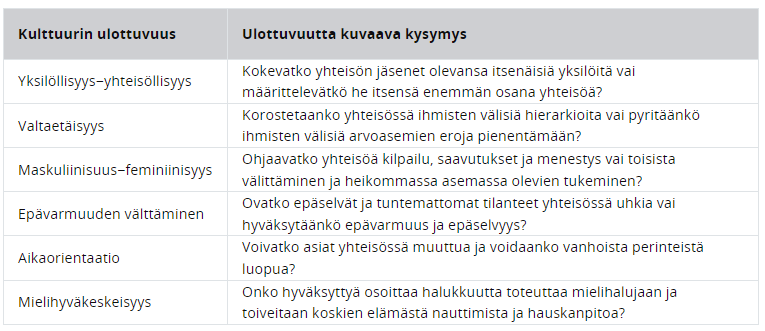 Kulttuurin ulottuvuus
Ulottuvuutta kuvaava kysymys
Yksilöllisyys–yhteisöllisyys
Kokevatko yhteisön jäsenet olevansa itsenäisiä yksilöitä vai
määrittelevätkö he itsensä enemmän osana yhteisöä?
Valtaetäisyys
Korostetaanko yhteisössä ihmisten välisiä hierarkioita vai pyritäänkö
ihmisten välisiä arvoasemien eroja pienentämään?
Maskuliinisuus–feminiinisyys
Ohjaavatko yhteisöä kilpailu, saavutukset ja menestys vai toisista
välittäminen ja heikommassa asemassa olevien tukeminen?
Epävarmuuden välttäminen
Ovatko epäselvät ja tuntemattomat tilanteet yhteisössä uhkia vai
hyväksytäänkö epävarmuus ja epäselvyys?
Aikaorientaatio
Voivatko asiat yhteisössä muuttua ja voidaanko vanhoista perinteistä
luopua?
Mielihyväkeskeisyys
Onko hyväksyttyä osoittaa halukkuutta toteuttaa mielihalujaan ja
toiveitaan koskien elämästä nauttimista ja hauskanpitoa?